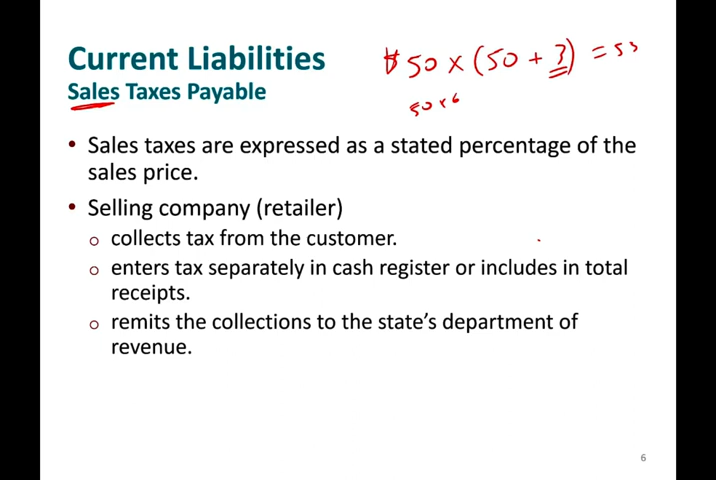 Current Liabilities
$50 x (50 + 3) = 53
Sales Taxes Payable
50 x 6
• Sales taxes are expressed as a stated percentage of the
sales price.
• Selling company (retailer)
o collects tax from the customer.
o enters tax separately in cash register or includes in total
receipts.
o remits the collections to the state's department of
revenue.
6